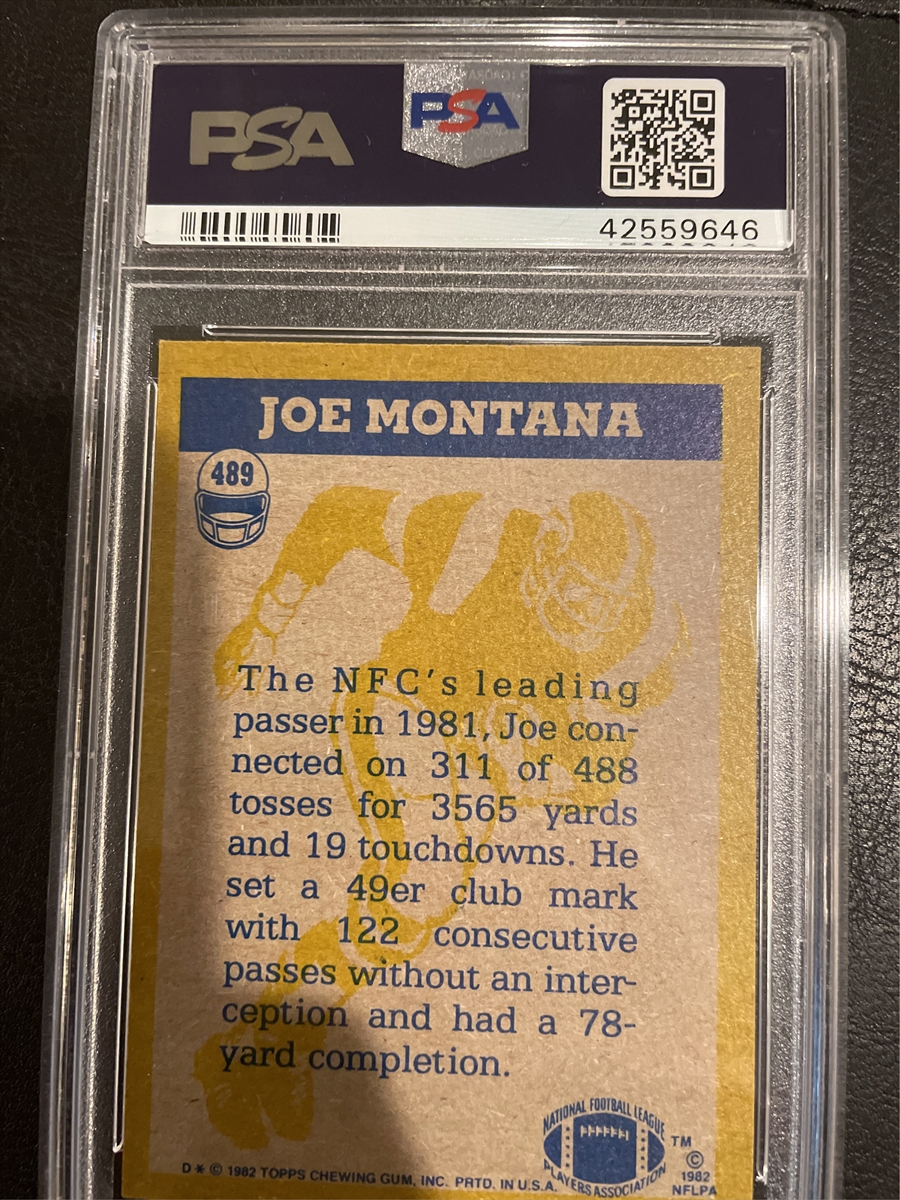 PSA
PSA
42559646
JOE MONTANA
489
The NFC's leading
passer in 1981, Joe con-
nected on 311 of 488
tosses for 3565 yards
and 19 touchdowns. He
set a 49er club mark
with 122 consecutive
passes without an inter-
ception and had a 78-
yard completion.
NATIONAL FOOTBALL LEAGUE
PLAYERS ASSOCIATION
TM
©
1982
NFLPA
D * © 1982 TOPPS CHEWING GUM, INC. PRTD. IN U.S.A.